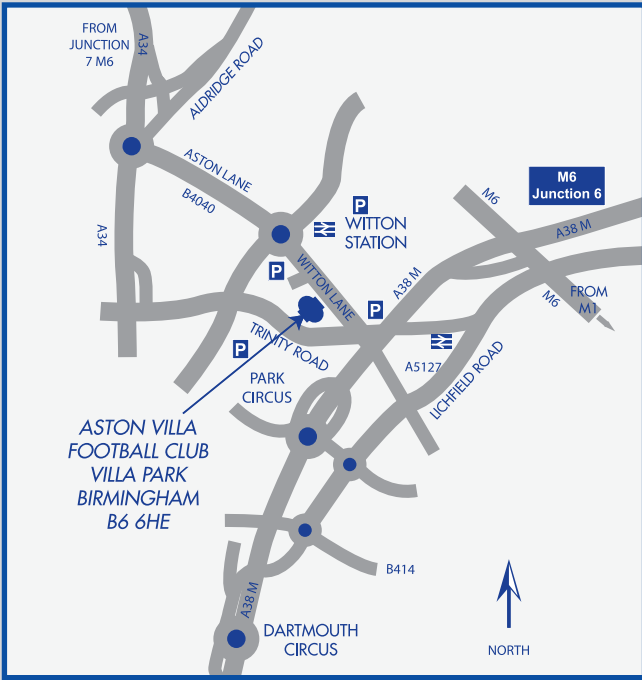 FROM
JUNCTION
7 M6
A34
ALDRIDGE ROAD
ASTON LANE
B4040
A34
P
WITTON
STATION
M6
Junction 6
M6
A38 M
P
WITTON LANE
A38 M
M6
FROM
M1
P
TRINITY ROAD
P
A5127
LICHFIELD ROAD
PARK
CIRCUS
ASTON VILLA
FOOTBALL CLUB
VILLA PARK
BIRMINGHAM
B6 6HE
B414
A38 M
DARTMOUTH
CIRCUS
NORTH